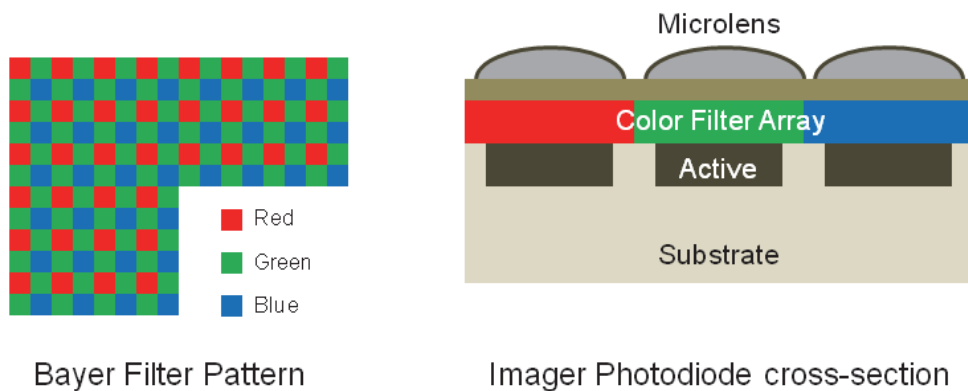 Microlens
Color Filter Array
Active
Substrate
Red
Green
Blue
Bayer Filter Pattern
Imager Photodiode cross-section